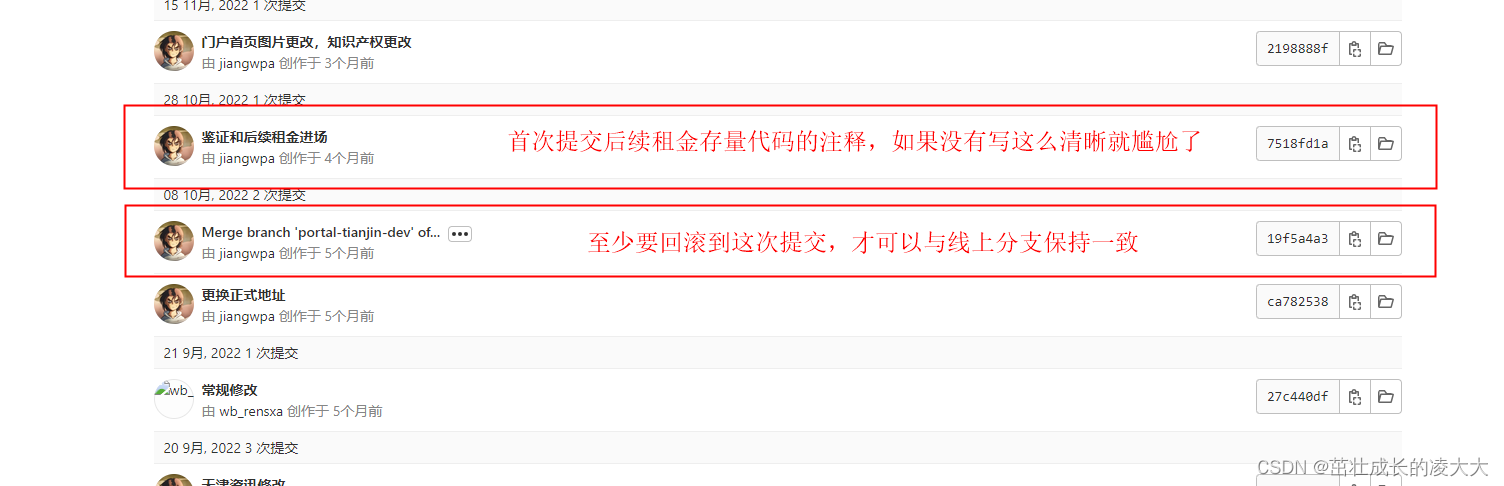 15 11月, 2022 1 次提交
门户首页图片更改，知识产权更改
2198888f
由 jiangwpa 创作于 3个月前
28 10月, 2022 1 次提交
鉴证和后续租金进场
首次提交后续租金存量代码的注释，如果没有写这么清晰就尴尬了
7518fd1a
由 jiangwpa 创作于 4个月前
08 10月, 2022 2 次提交
Merge branch 'portal-tianjin-dev' of...
至少要回滚到这次提交，才可以与线上分支保持一致
19f5a4a3
由 jiangwpa 创作于 5个月前
更换正式地址
ca782538
由 jiangwpa 创作于 5个月前
21 9月, 2022 1 次提交
wb_
常规修改
27c440df
由 wb_rensxa 创作于 5个月前
20 9月, 2022 3 次提交
天津资讯修改
CSDN @茁壮成长的凌大大